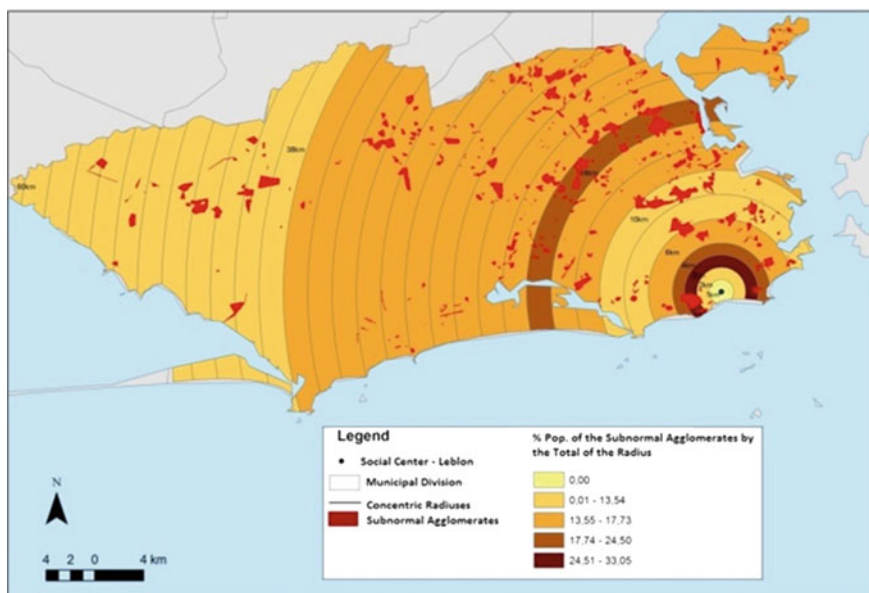 60km
38km
10km
6km
Legend
Social Center - Leblon
Municipal Division
Concentric Radiuses
Subnormal Agglomerates
% Pop. of the Subnormal Agglomerates by
the Total of the Radius
0,00
0,01 - 13,54
13,55 - 17,73
17,74 - 24,50
24,51 - 33,05
N
4 2 0 4 km